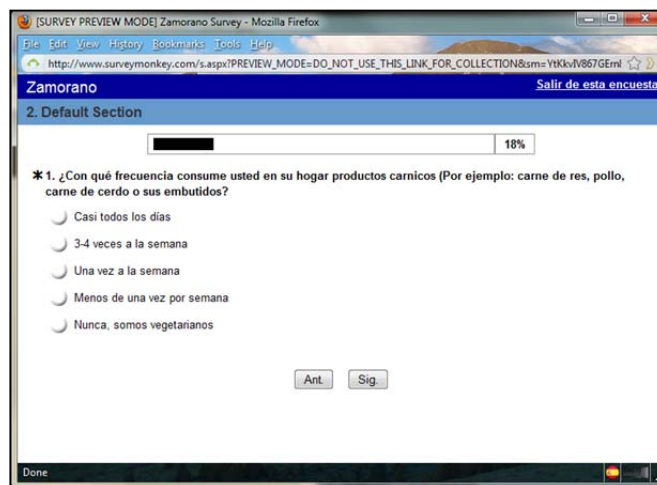 [SURVEY PREVIEW MODE] Zamorano Survey - Mozilla Firefox
File Edit View History Bookmarks Tools Help
http://www.surveymonkey.com/s.aspx?PREVIEW_MODE=DO_NOT_USE_THIS_LINK_FOR_COLLECTION&sm=YtKkvIV867GEml
Zamorano Salir de esta encuesta
2. Default Section
18%
* 1. ¿Con qué frecuencia consume usted en su hogar productos carnicos (Por ejemplo: carne de res, pollo,
carne de cerdo o sus embutidos?
Casi todos los días
3-4 veces a la semana
Una vez a la semana
Menos de una vez por semana
Nunca, somos vegetarianos
Ant. Sig.
Done